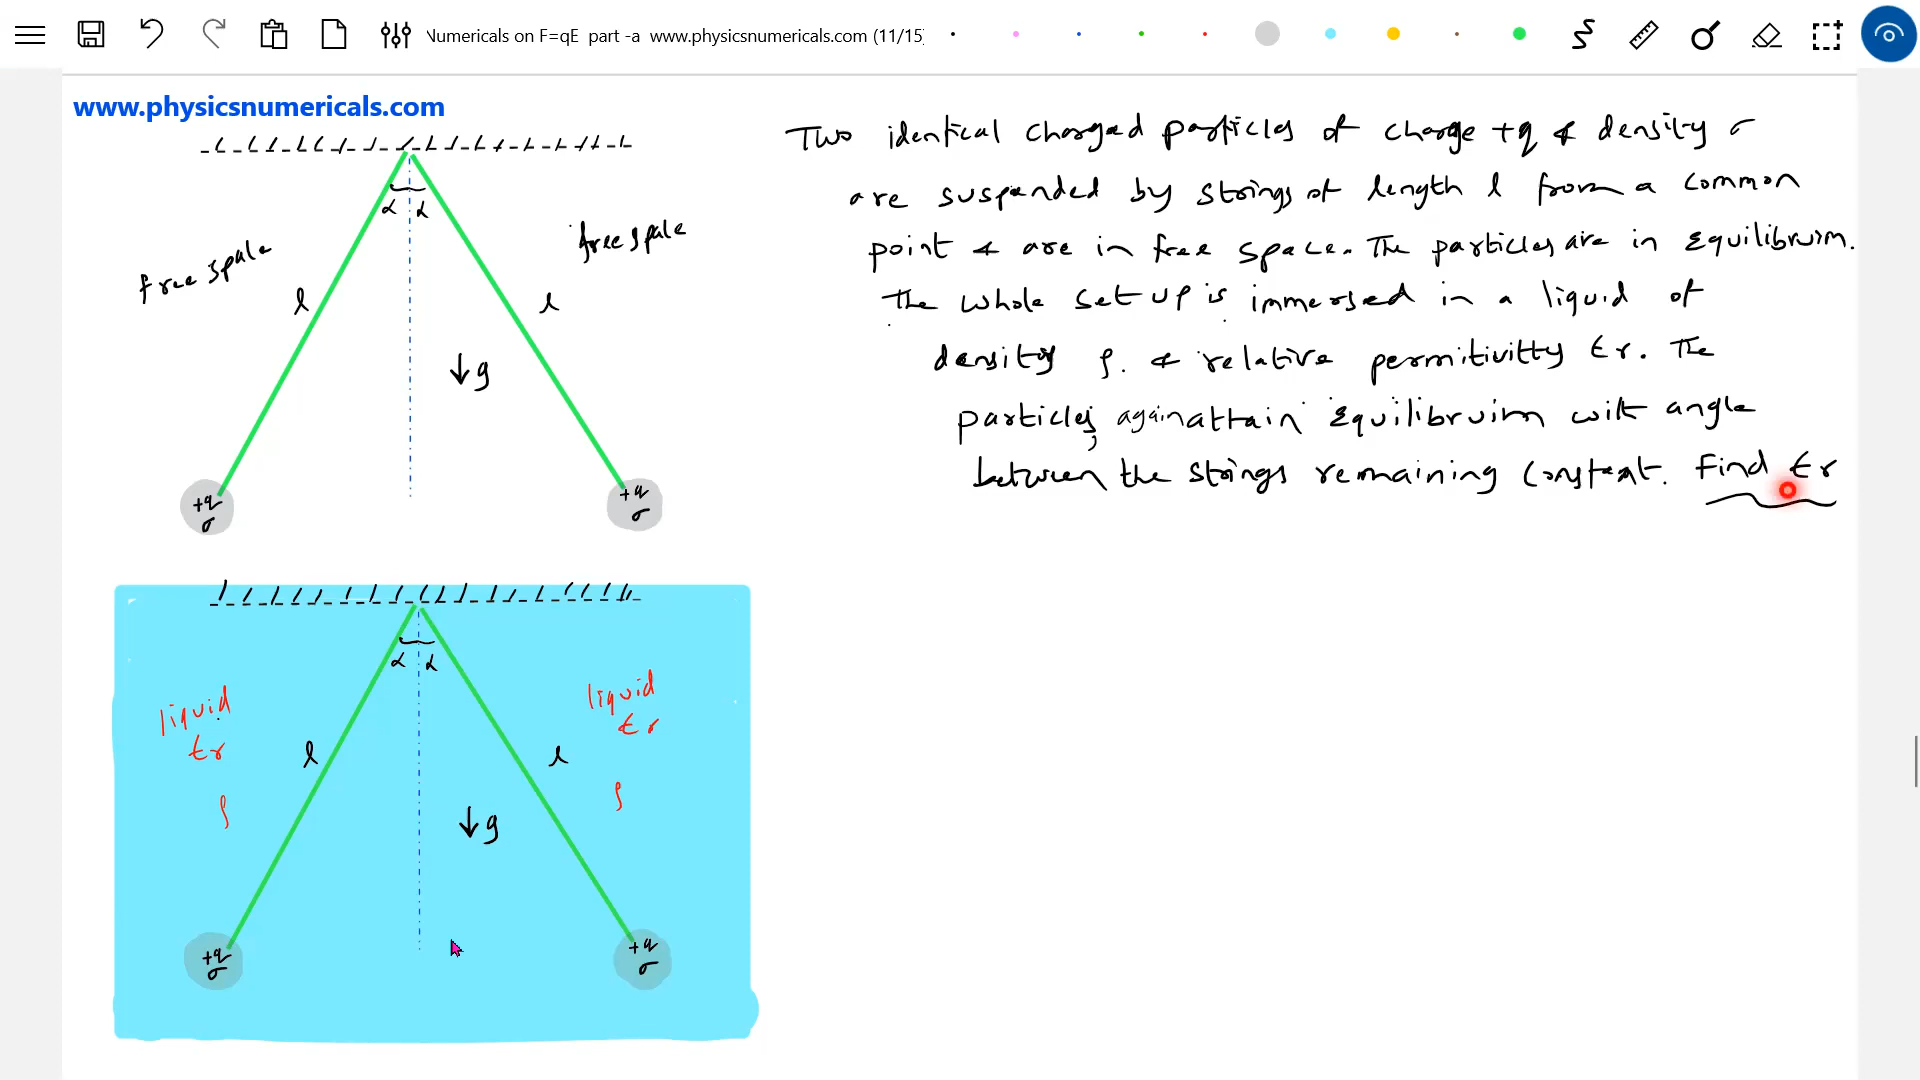 Numericals on F=qE part -a www.physicsnumericals.com (11/15)
www.physicsnumericals.com
Two identical charged particles of charge +q & density σ
are suspended by strings of length l from a common
point & are in free space. The particles are in Equilibruim.
The whole set up is immersed in a liquid of
density ρ. & relative permitivitty εr. The
particles again attain Equilibruim with angle
between the strings remaining constant. Find εr
α α
free space
free space
l
l
↓g
+q
σ
+q
σ
α α
liquid
εr
ρ
liquid
εr
ρ
l
l
↓g
+q
σ
+q
σ